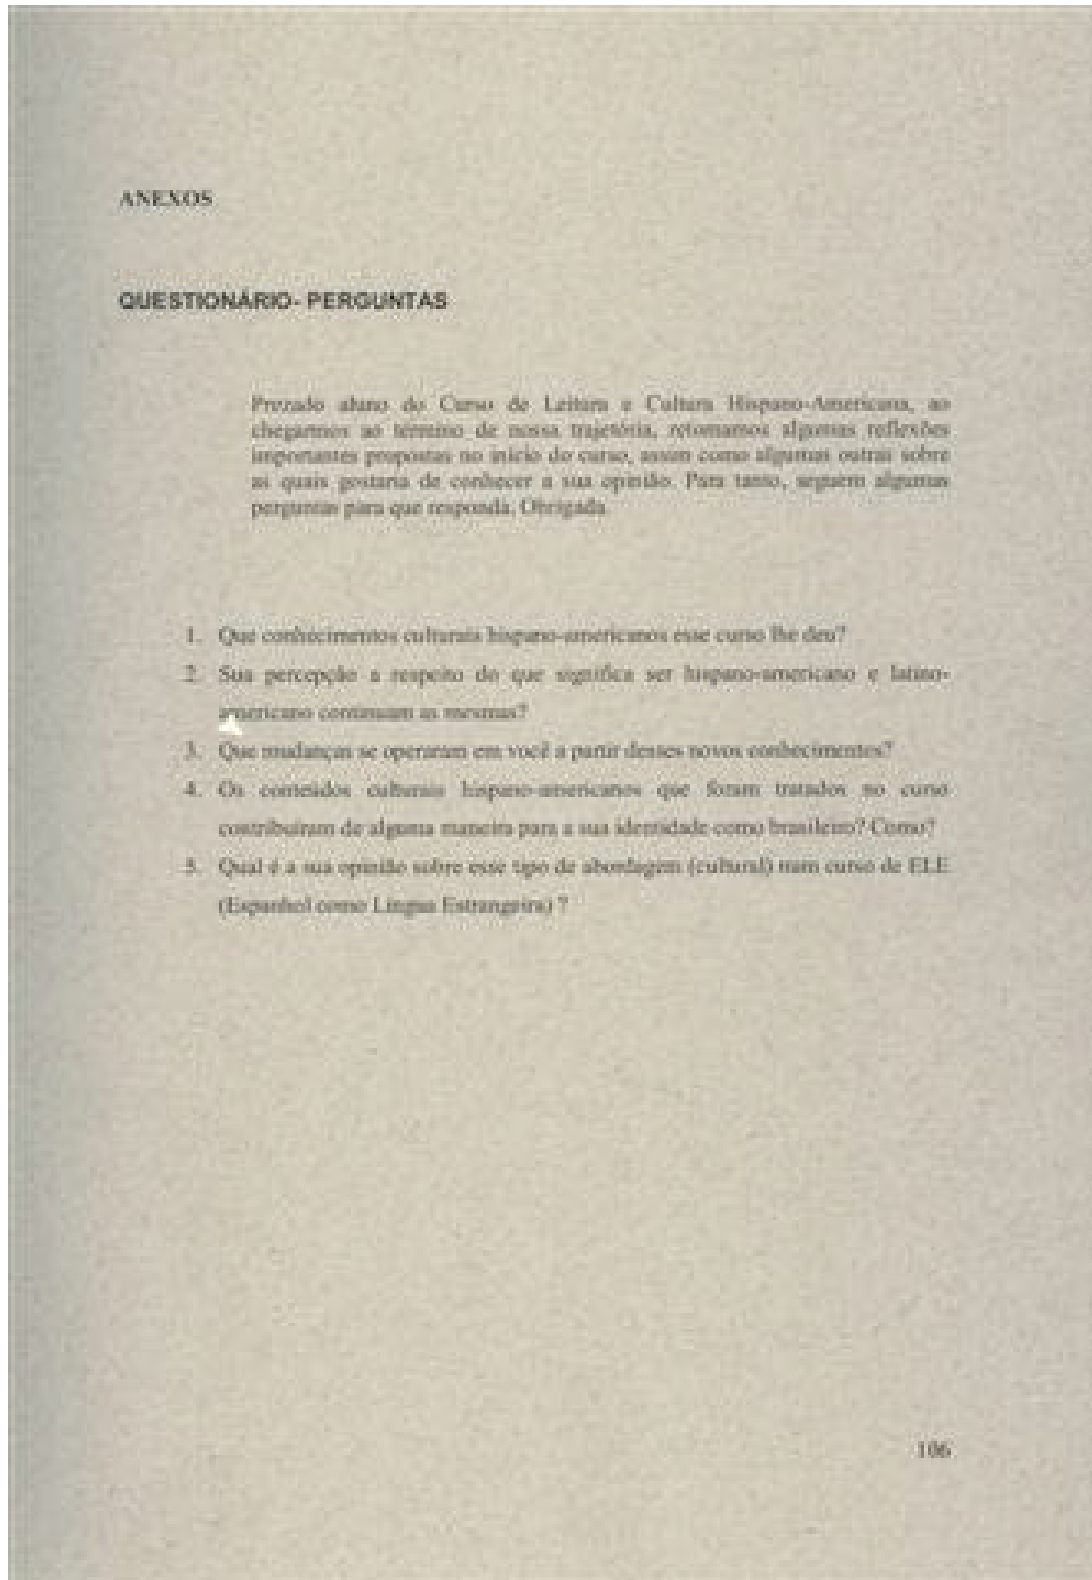 ANEXOS
QUESTIONÁRIO- PERGUNTAS
Prezado aluno do Curso de Leitura e Cultura Hispano-Americana, ao
chegarmos ao término de nossa trajetória, retomamos algumas reflexões
importantes propostas no início do curso, assim como algumas outras sobre
as quais gostaria de conhecer a sua opinião. Para tanto, seguem algumas
perguntas para que responda. Obrigada
1. Que conhecimentos culturais hispano-americanos esse curso lhe deu?
2. Sua percepção a respeito do que significa ser hispano-americano e latino-
americano continuam as mesmas?
3. Que mudanças se operaram em você a partir desses novos conhecimentos?
4. Os conteúdos culturais hispano-americanos que foram tratados no curso
contribuíram de alguma maneira para a sua identidade como brasileiro? Como?
5. Qual é a sua opinião sobre esse tipo de abordagem (cultural) num curso de ELE
(Espanhol como Língua Estrangeira) ?
106